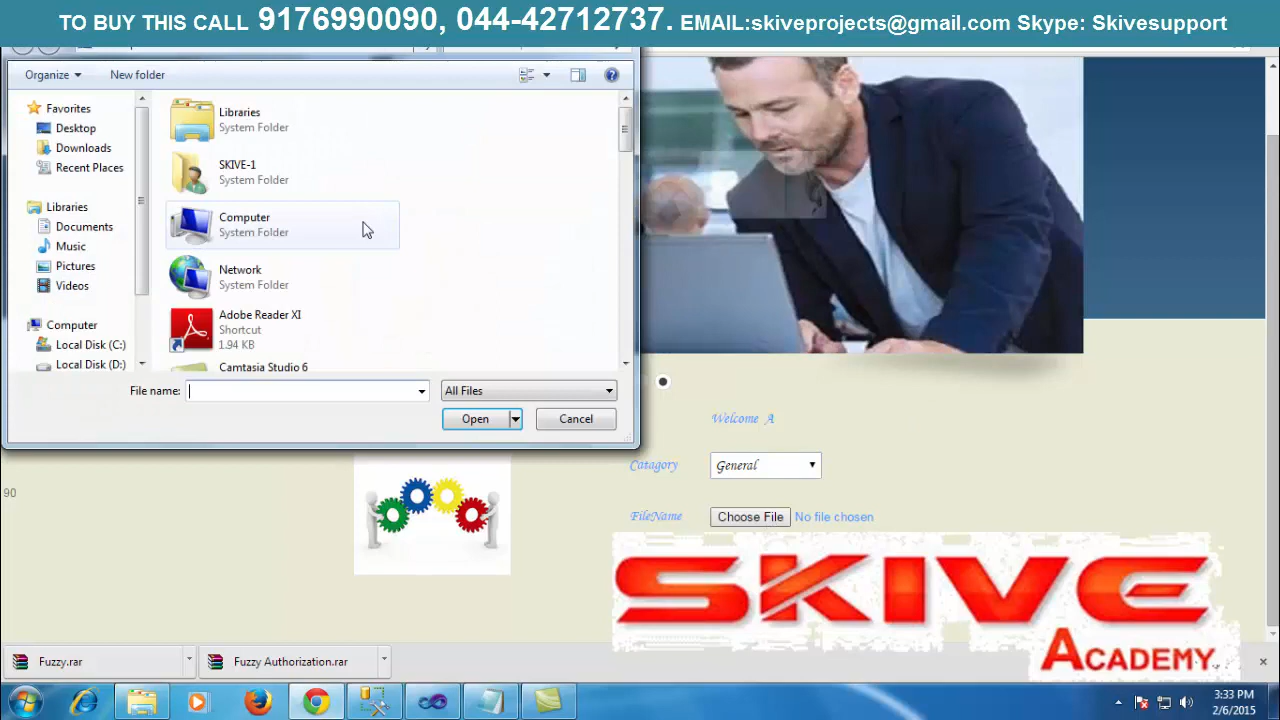 TO BUY THIS CALL 9176990090, 044-42712737. EMAIL:skiveprojects@gmail.com Skype: Skivesupport
Organize
New folder
Favorites
Desktop
Downloads
Recent Places
Libraries
Documents
Music
Pictures
Videos
Computer
Local Disk (C:)
Local Disk (D:)
Libraries
System Folder
SKIVE-1
System Folder
Computer
System Folder
Network
System Folder
Adobe Reader XI
Shortcut
1.94 KB
Camtasia Studio 6
File name:
All Files
Open
Cancel
Welcome A
Catagory
General
90
FileName
Choose File
No file chosen
SKIVE
ACADEMY
Fuzzy.rar
Fuzzy Authorization.rar
3:33 PM
2/6/2015